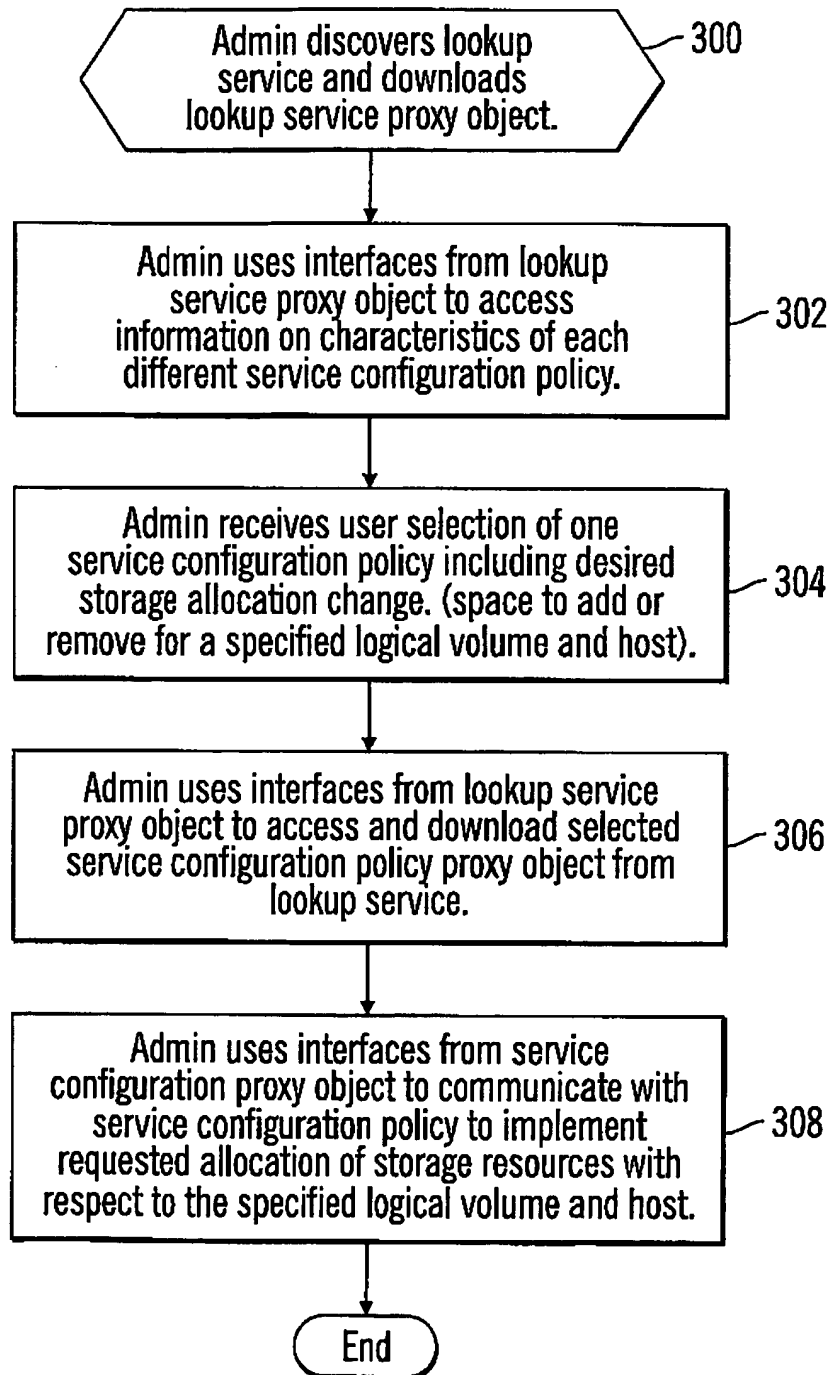 Admin discovers lookup
service and downloads
lookup service proxy object.
300
Admin uses interfaces from lookup
service proxy object to access
information on characteristics of each
different service configuration policy.
302
Admin receives user selection of one
service configuration policy including desired
storage allocation change. (space to add or
remove for a specified logical volume and host).
304
Admin uses interfaces from lookup service
proxy object to access and download selected
service configuration policy proxy object from
lookup service.
306
Admin uses interfaces from service
configuration proxy object to communicate with
service configuration policy to implement
requested allocation of storage resources with
respect to the specified logical volume and host.
308
End